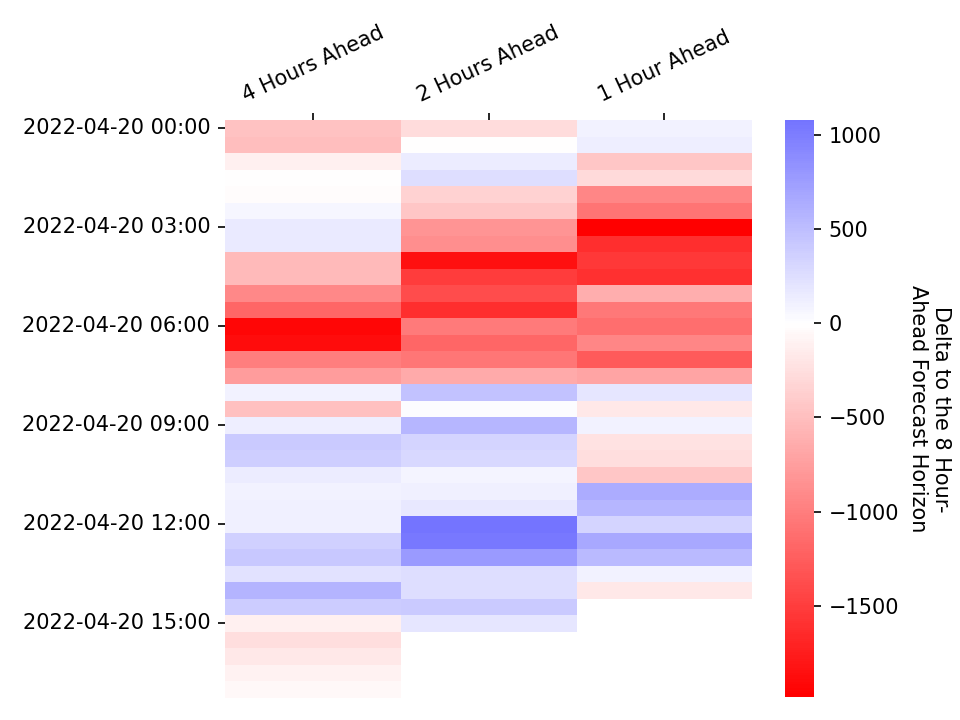 4 Hours Ahead
2 Hours Ahead
1 Hour Ahead
2022-04-20 00:00
2022-04-20 03:00
2022-04-20 06:00
2022-04-20 09:00
2022-04-20 12:00
2022-04-20 15:00
1000
500
0
−500
−1000
−1500
Delta to the 8 Hour-
Ahead Forecast Horizon